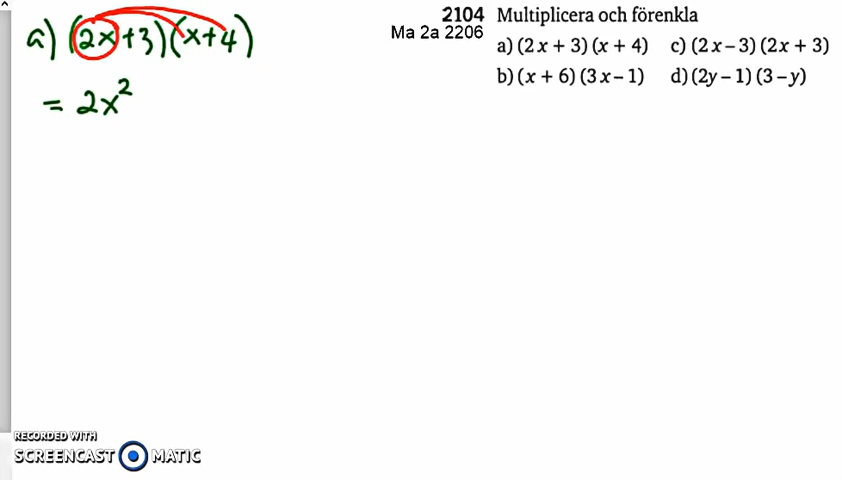 a) (2x+3)(x+4)
= 2x²
2104 Multiplicera och förenkla
Ma 2a 2206
a) (2x + 3) (x + 4) c) (2x – 3) (2x + 3)
b) (x + 6) (3x – 1) d) (2y – 1) (3 – y)
RECORDED WITH
SCREENCAST MATIC